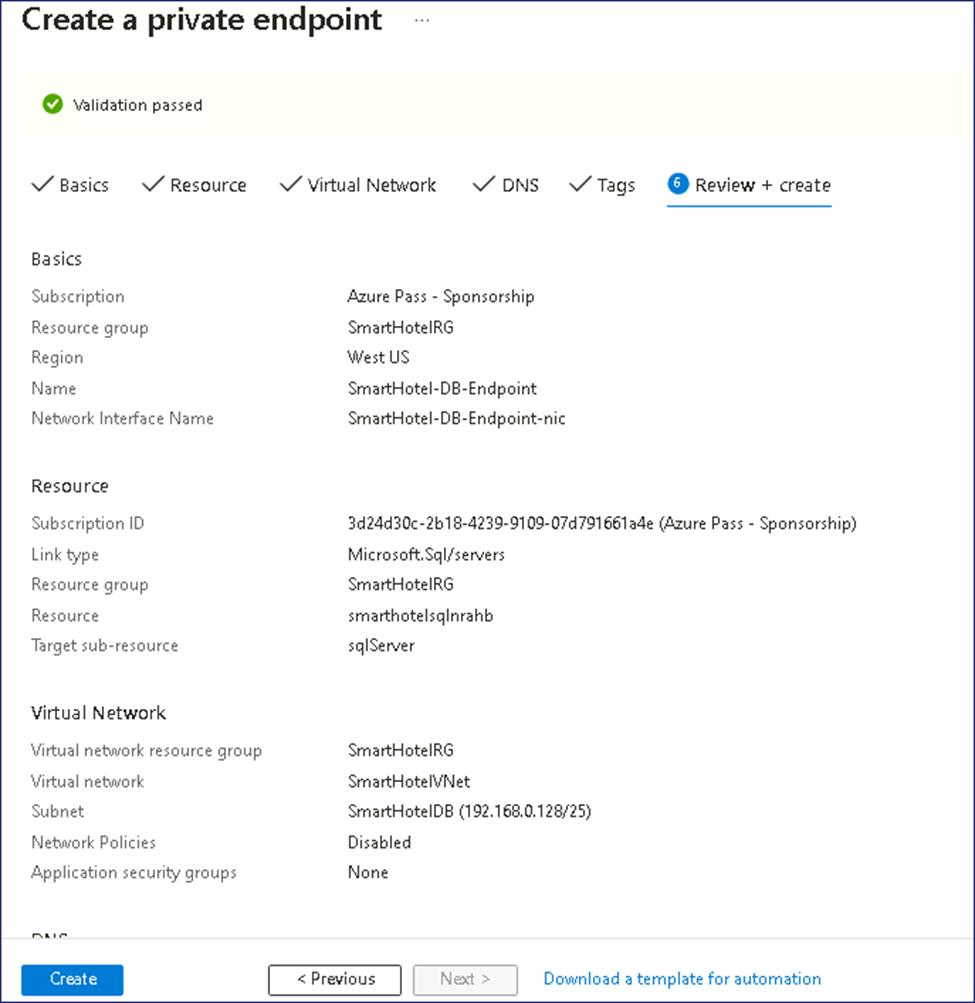 Create a private endpoint ...
Validation passed
Basics Resource Virtual Network DNS Tags 6 Review + create
Basics
Subscription Azure Pass - Sponsorship
Resource group SmartHotelRG
Region West US
Name SmartHotel-DB-Endpoint
Network Interface Name SmartHotel-DB-Endpoint-nic
Resource
Subscription ID 3d24d30c-2b18-4239-9109-07d791661a4e (Azure Pass - Sponsorship)
Link type Microsoft.Sql/servers
Resource group SmartHotelRG
Resource smarthotelsqlnrahb
Target sub-resource sqlServer
Virtual Network
Virtual network resource group SmartHotelRG
Virtual network SmartHotelVNet
Subnet SmartHotelDB (192.168.0.128/25)
Network Policies Disabled
Application security groups None
DNS
Create < Previous Next > Download a template for automation